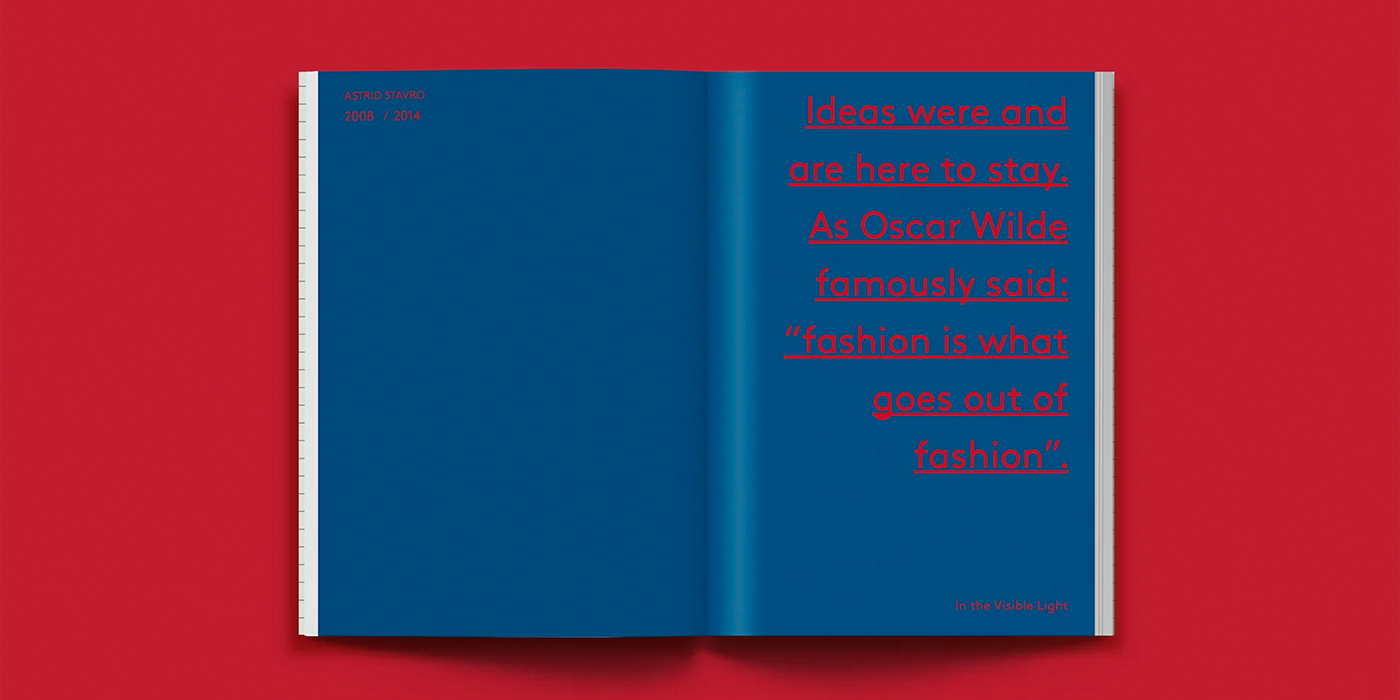 ASTRID STAVRO
2008 / 2014
Ideas were and
are here to stay.
As Oscar Wilde
famously said:
“fashion is what
goes out of
fashion”.
In the Visible Light